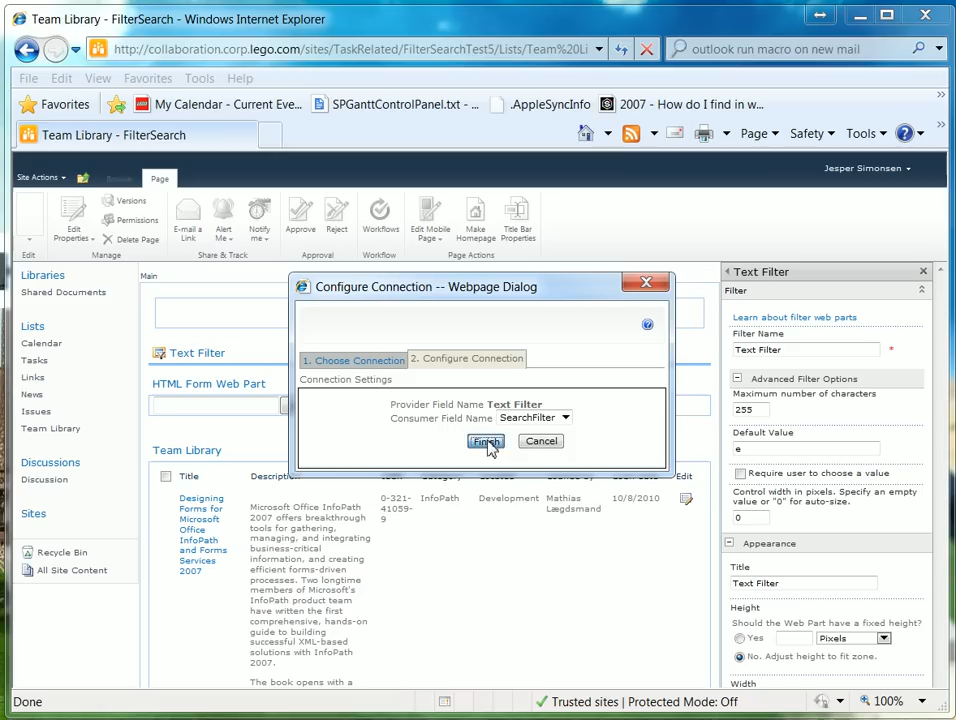 Team Library - FilterSearch - Windows Internet Explorer
http://collaboration.corp.lego.com/sites/TaskRelated/FilterSearchTest5/Lists/Team%20Li
outlook run macro on new mail
File Edit View Favorites Tools Help
Favorites My Calendar - Current Eve... SPGanttControlPanel.txt - ... .AppleSyncInfo 2007 - How do I find in w...
Team Library - FilterSearch
Page Safety Tools
Jesper Simonsen
Site Actions Browse Page
Edit Properties
Versions
Permissions
Delete Page
E-mail a Link
Alert Me
Notify me
Approve
Reject
Workflows
Edit Mobile Page
Make Homepage
Title Bar Properties
Edit Manage Share & Track Approval Workflow Page Actions
Libraries
Shared Documents
Lists
Calendar
Tasks
Links
News
Issues
Team Library
Discussions
Discussion
Sites
Recycle Bin
All Site Content
Main
Text Filter
HTML Form Web Part
Team Library
Title
Edit
Designing
Forms for
Microsoft
Office
InfoPath
and Forms
Services
2007
Microsoft Office InfoPath
2007 offers breakthrough
tools for gathering,
managing, and integrating
business-critical
information, and creating
efficient forms-driven
processes. Two longtime
members of Microsoft's
InfoPath product team
have written the first
comprehensive, hands-
on guide to building
successful XML-based
solutions with InfoPath
2007.
The book opens with a
0-321-
41059-
9
InfoPath
Development
Mathias
Lægdsmand
10/8/2010
Configure Connection -- Webpage Dialog
1. Choose Connection 2. Configure Connection
Connection Settings
Provider Field Name Text Filter
Consumer Field Name SearchFilter
Finish Cancel
Text Filter
Filter
Learn about filter web parts
Filter Name
Text Filter *
Advanced Filter Options
Maximum number of characters
255
Default Value
e
Require user to choose a value
Control width in pixels. Specify an empty
value or "0" for auto-size.
0
Appearance
Title
Text Filter
Height
Should the Web Part have a fixed height?
Yes Pixels
No. Adjust height to fit zone.
Width
Done
Trusted sites | Protected Mode: Off
100%